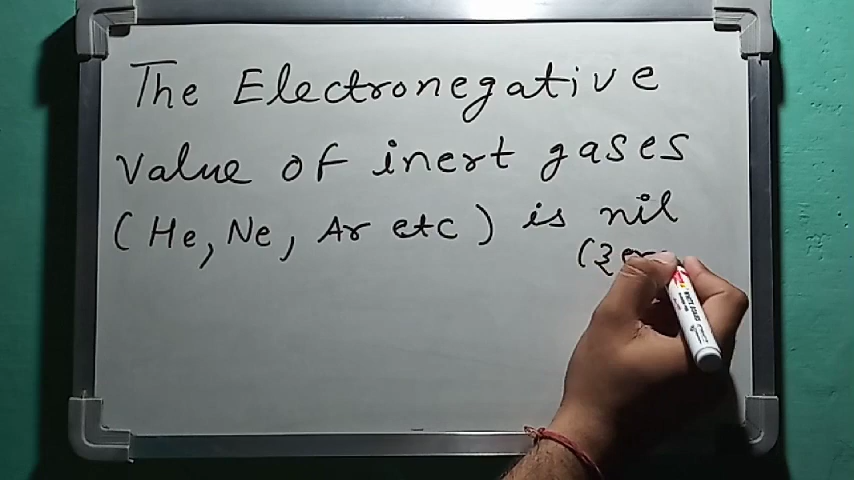 The Electronegative
Value of inert gases
(He, Ne, Ar etc) is nil